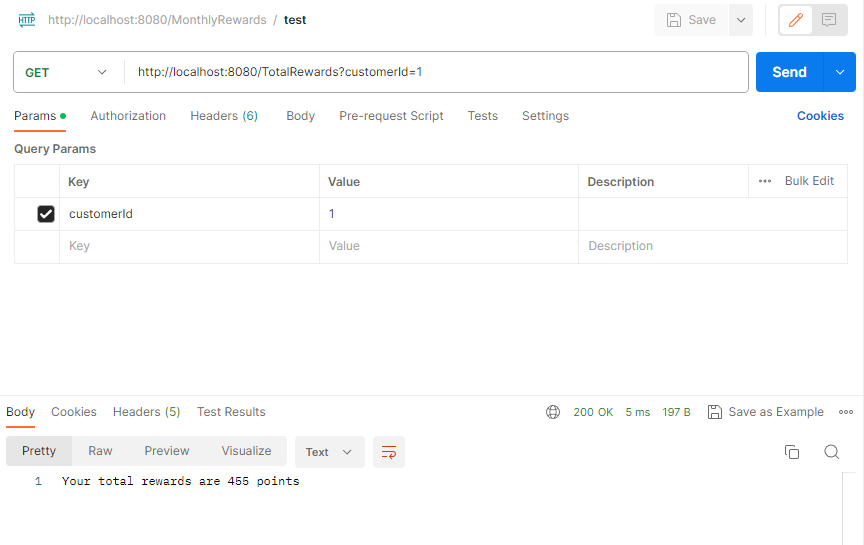 HTTP http://localhost:8080/MonthlyRewards / test Save
GET http://localhost:8080/TotalRewards?customerId=1 Send
Params Authorization Headers (6) Body Pre-request Script Tests Settings Cookies
Query Params
Key Value Description ••• Bulk Edit
customerId 1
Key Value Description
Body Cookies Headers (5) Test Results 200 OK 5 ms 197 B Save as Example
Pretty Raw Preview Visualize Text
1 Your total rewards are 455 points